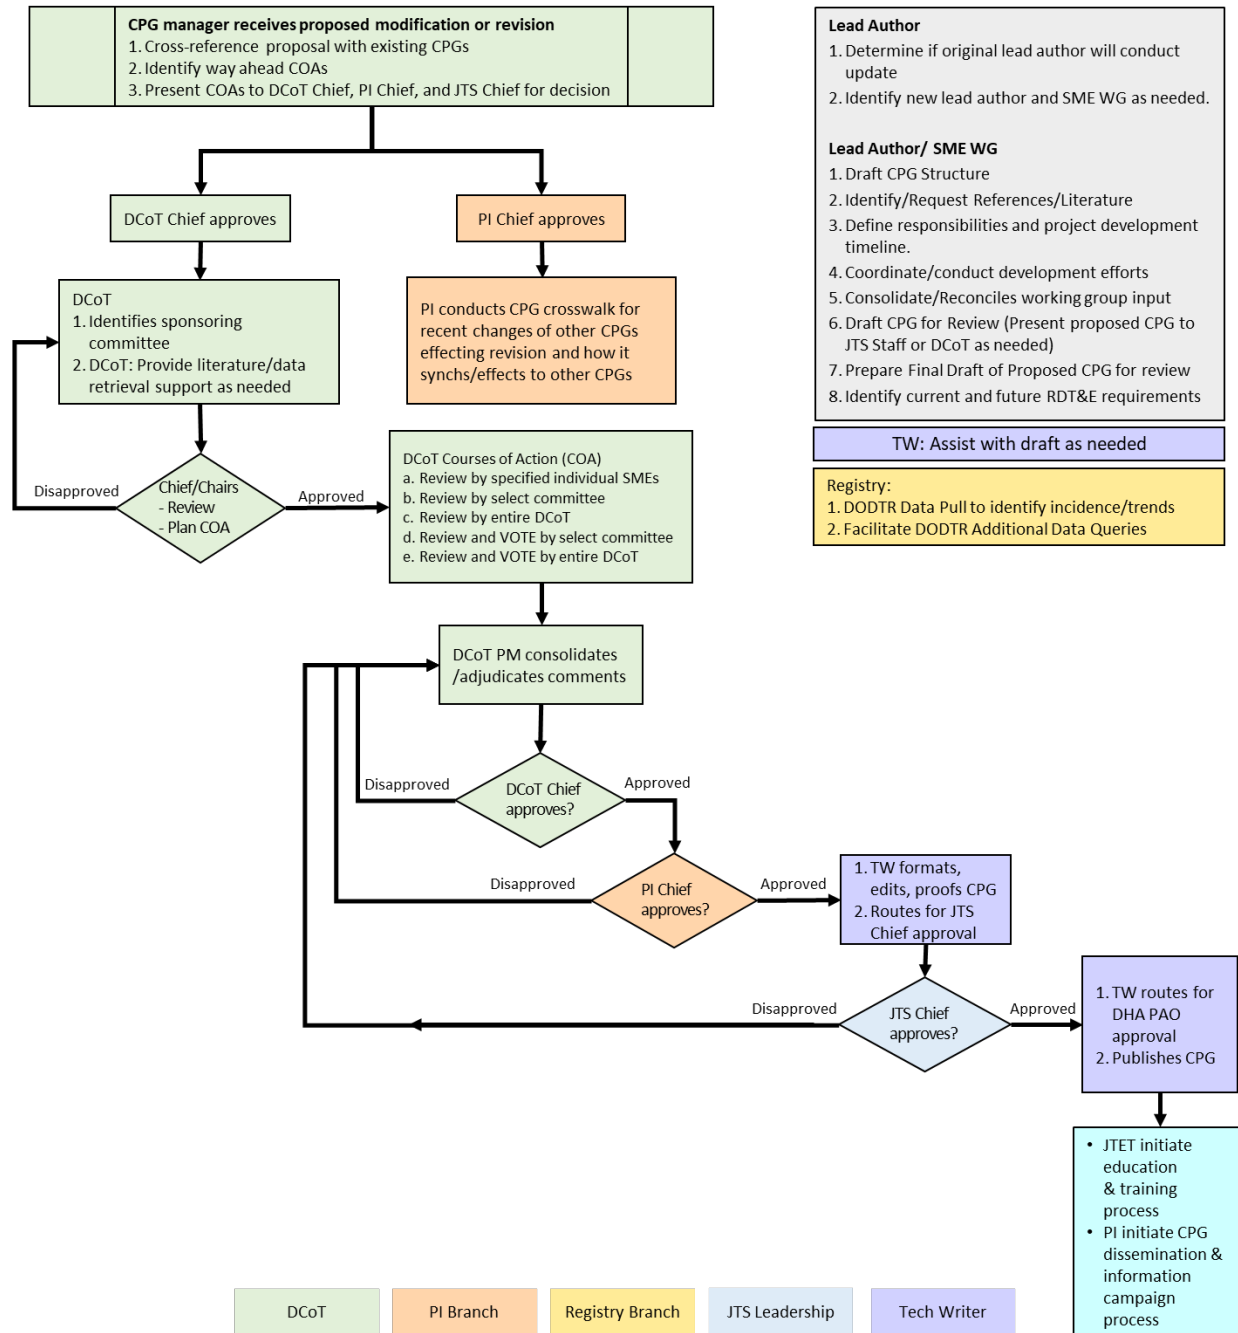 CPG manager receives proposed modification or revision
1. Cross-reference proposal with existing CPGs
2. Identify way ahead COAs
3. Present COAs to DCoT Chief, PI Chief, and JTS Chief for decision
Lead Author
1. Determine if original lead author will conduct
update
2. Identify new lead author and SME WG as needed.
Lead Author/ SME WG
1. Draft CPG Structure
2. Identify/Request References/Literature
3. Define responsibilities and project development
timeline.
4. Coordinate/conduct development efforts
5. Consolidate/Reconciles working group input
6. Draft CPG for Review (Present proposed CPG to
JTS Staff or DCoT as needed)
7. Prepare Final Draft of Proposed CPG for review
8. Identify current and future RDT&E requirements
TW: Assist with draft as needed
Registry:
1. DODTR Data Pull to identify incidence/trends
2. Facilitate DODTR Additional Data Queries
DCoT Chief approves
PI Chief approves
DCoT
1. Identifies sponsoring
committee
2. DCoT: Provide literature/data
retrieval support as needed
PI conducts CPG crosswalk for
recent changes of other CPGs
effecting revision and how it
synchs/effects to other CPGs
Disapproved
Chief/Chairs
- Review
- Plan COA
Approved
DCoT Courses of Action (COA)
a. Review by specified individual SMEs
b. Review by select committee
c. Review by entire DCoT
d. Review and VOTE by select committee
e. Review and VOTE by entire DCoT
DCoT PM consolidates
/adjudicates comments
Disapproved
DCoT Chief
approves?
Approved
Disapproved
PI Chief
approves?
Approved
1. TW formats,
edits, proofs CPG
2. Routes for JTS
Chief approval
Disapproved
JTS Chief
approves?
Approved
1. TW routes for
DHA PAO
approval
2. Publishes CPG
• JTET initiate
education
& training
process
• PI initiate CPG
dissemination &
information
campaign
process
DCoT
PI Branch
Registry Branch
JTS Leadership
Tech Writer